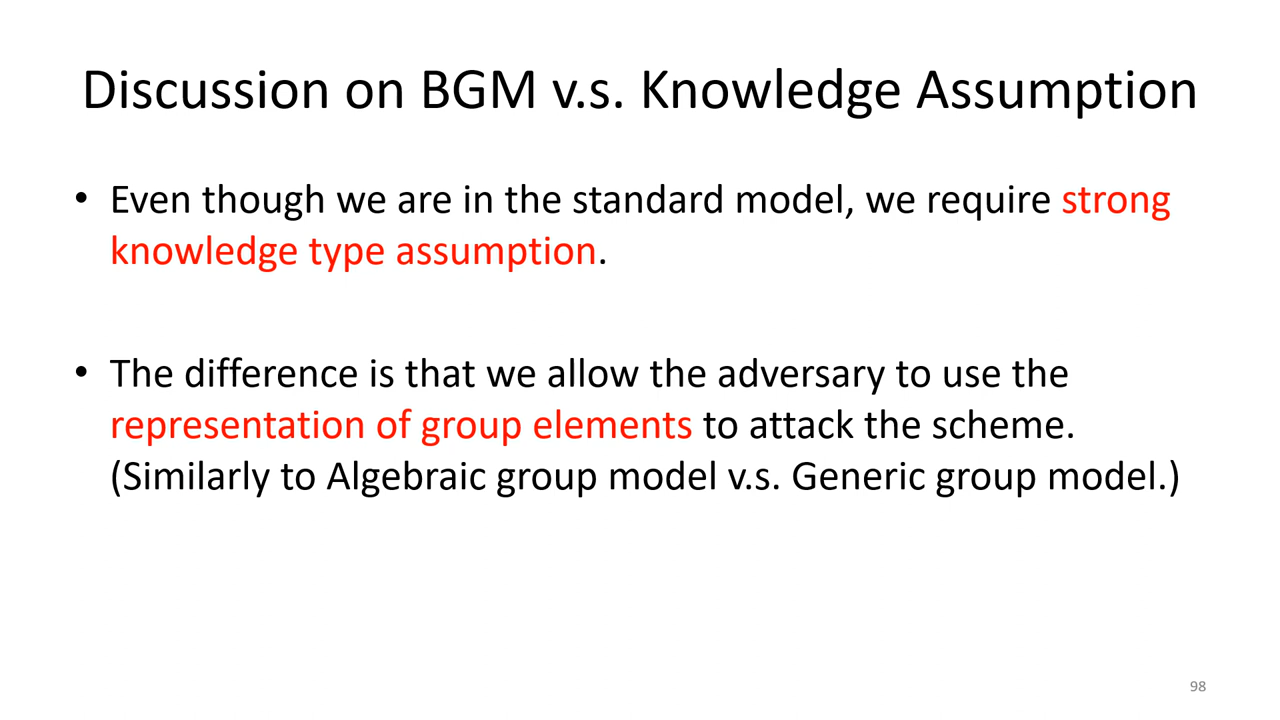 Discussion on BGM v.s. Knowledge Assumption
• Even though we are in the standard model, we require strong
knowledge type assumption.
• The difference is that we allow the adversary to use the
representation of group elements to attack the scheme.
(Similarly to Algebraic group model v.s. Generic group model.)
98